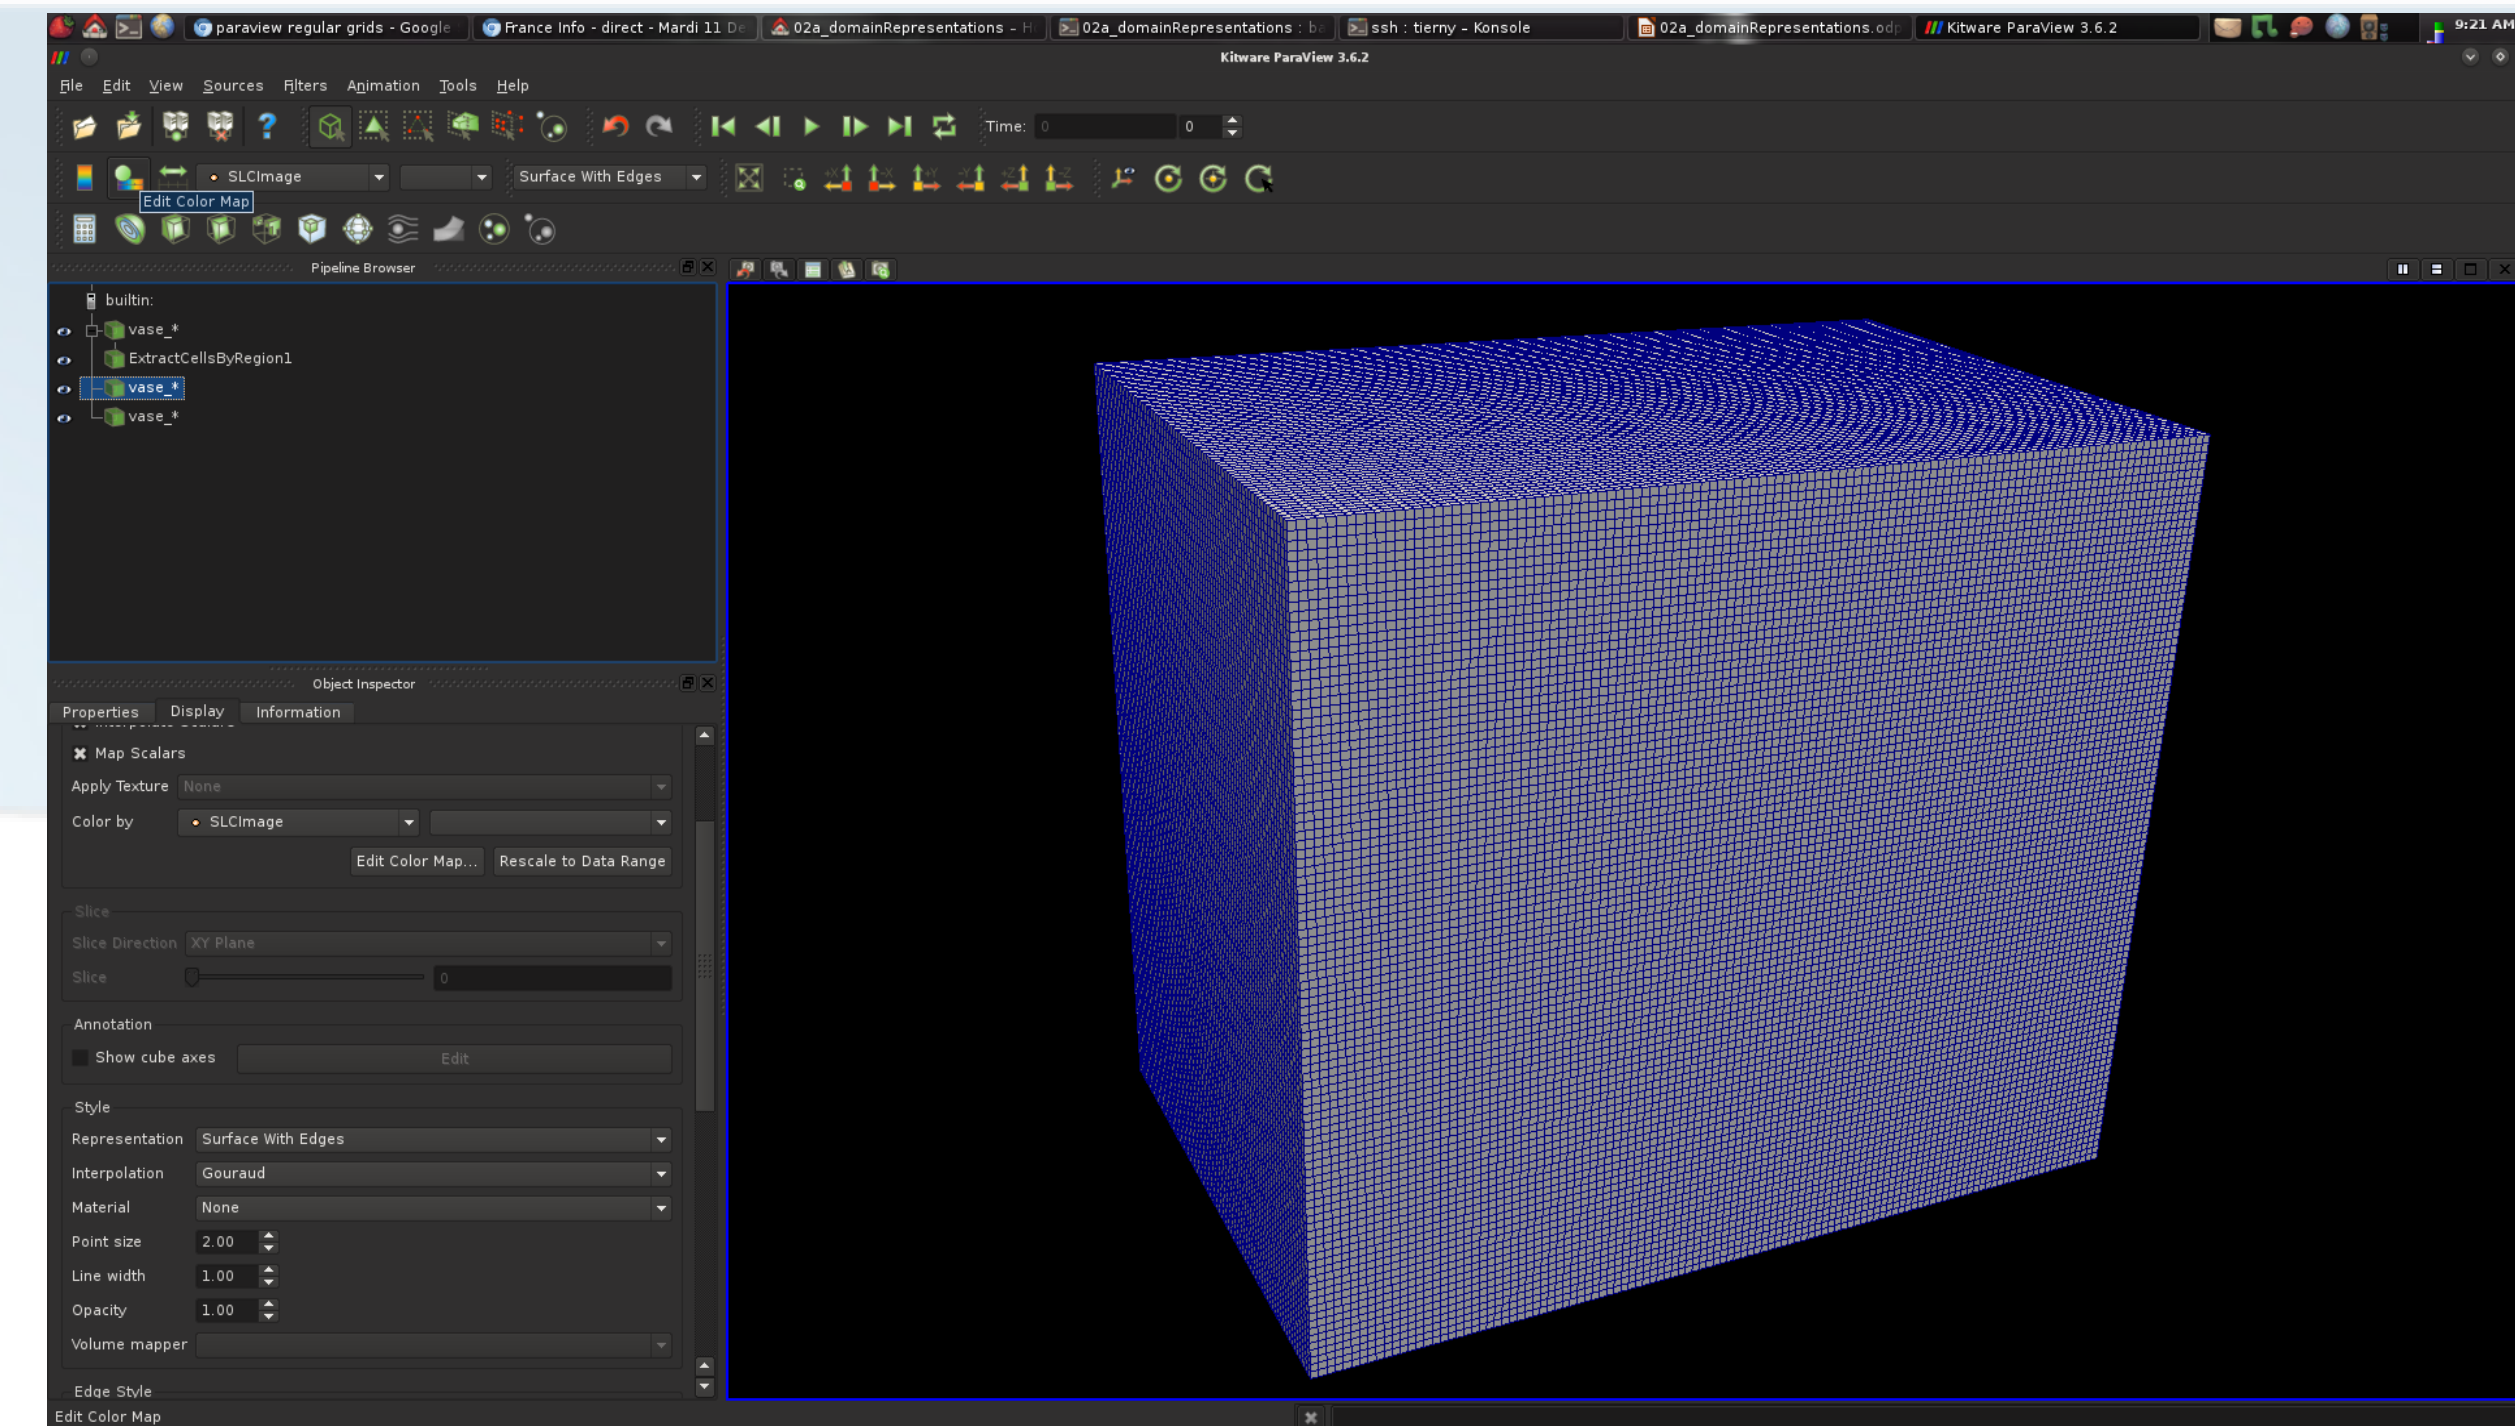 paraview regular grids - Google
France Info - direct - Mardi 11 De
02a_domainRepresentations -
02a_domainRepresentations :
ssh : tierny – Konsole
02a_domainRepresentations.odp
Kitware ParaView 3.6.2
9:21 AM
Kitware ParaView 3.6.2
File Edit View Sources Filters Animation Tools Help
Time: 0 0
SLCImage
Surface With Edges
+X -X +Y -Y +Z -Z
Edit Color Map
Pipeline Browser
builtin:
vase_*
ExtractCellsByRegion1
vase_*
vase_*
Object Inspector
Properties Display Information
Interpolate Scalars
Map Scalars
Apply Texture None
Color by SLCImage
Edit Color Map... Rescale to Data Range
Slice
Slice Direction XY Plane
Slice 0
Annotation
Show cube axes Edit
Style
Representation Surface With Edges
Interpolation Gouraud
Material None
Point size 2.00
Line width 1.00
Opacity 1.00
Volume mapper
Edge Style
Edit Color Map